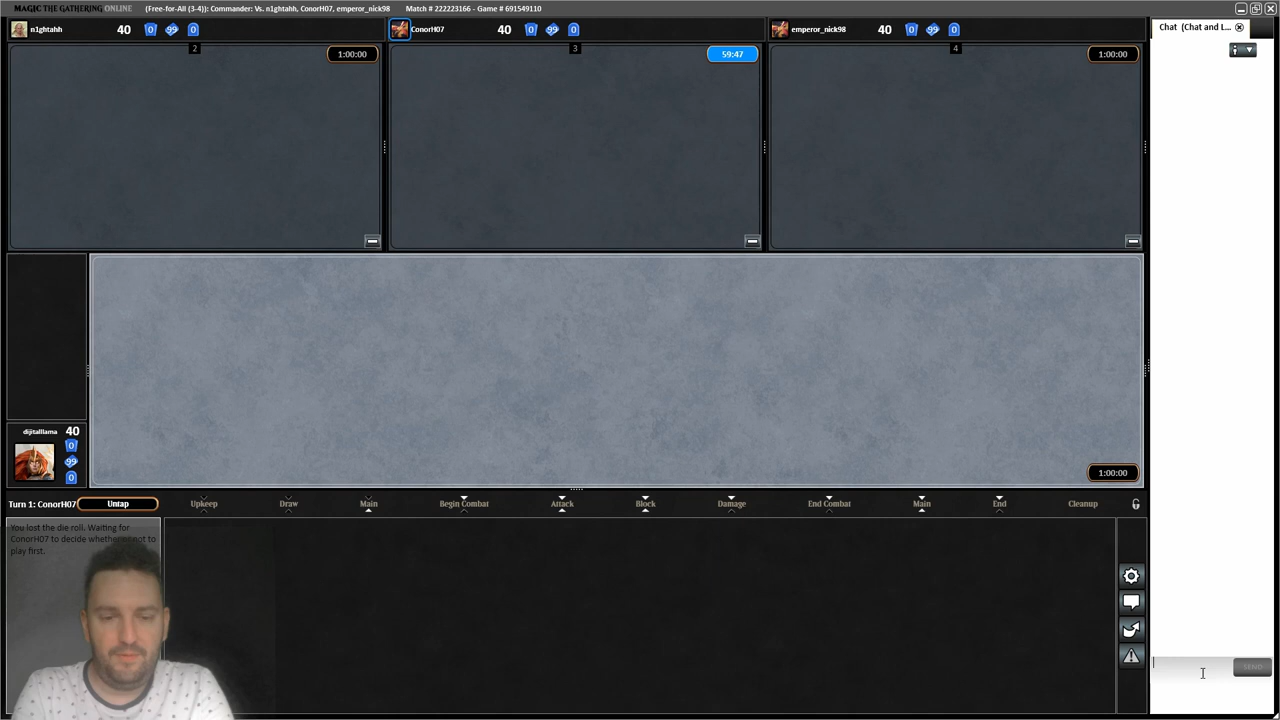 MAGIC THE GATHERING ONLINE (Free-for-All (3-4)): Commander: Vs. n1ghtahh, ConorH07, emperor_nick98 Match # 222223166 - Game # 691549110
n1ghtahh 40 0 99 0
ConorH07 40 0 99 0
emperor_nick98 40 0 99 0
Chat (Chat and L...
2 1:00:00
3 59:47
4 1:00:00
dijitalllama 40
0
99
0
1:00:00
Turn 1: ConorH07 Untap Upkeep Draw Main Begin Combat Attack Block Damage End Combat Main End Cleanup
You lost the die roll. Waiting for
ConorH07 to decide whether or not to
play first.
SEND